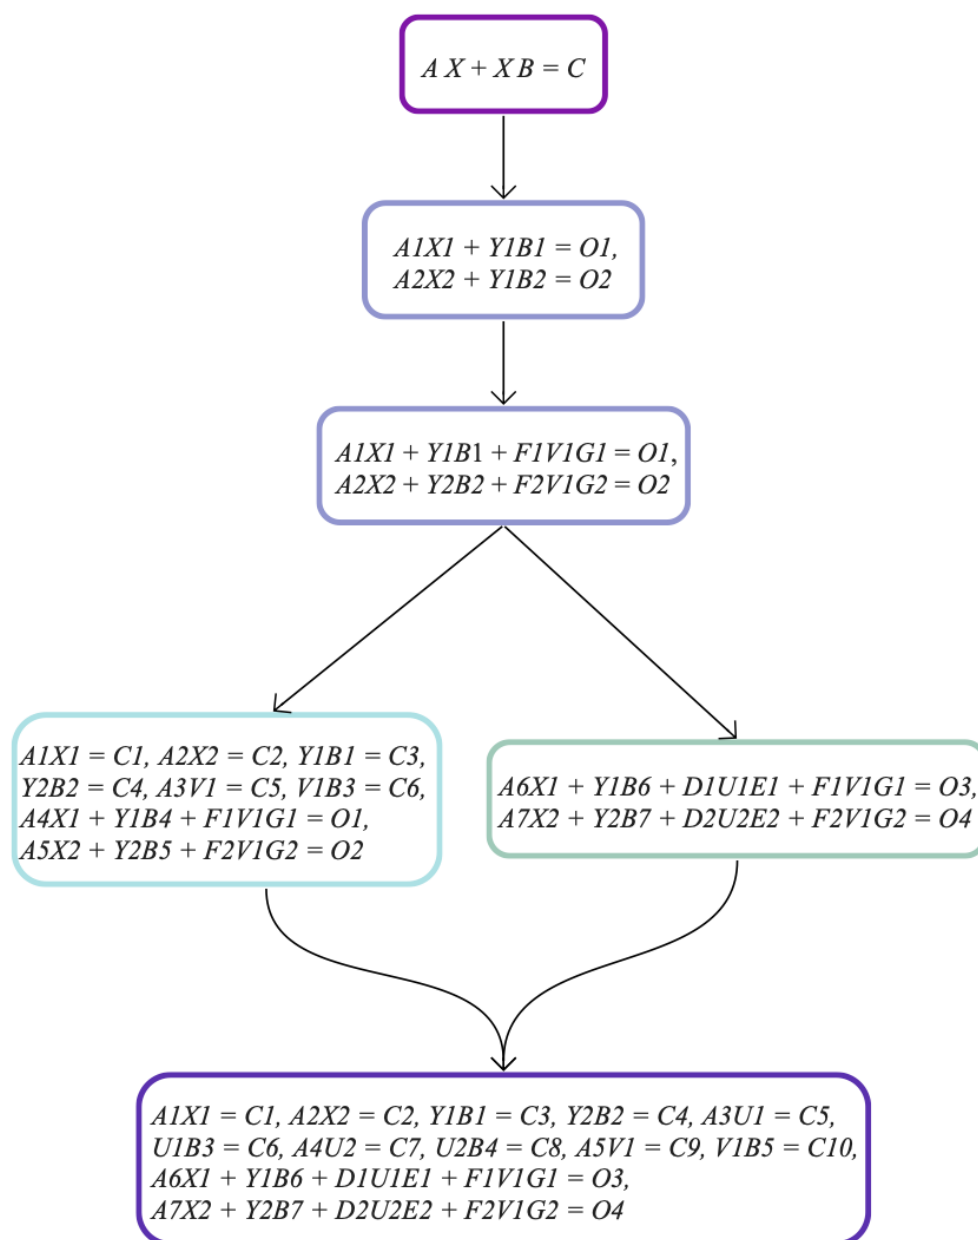 A X + X B = C
A1X1 + Y1B1 = O1,
A2X2 + Y1B2 = O2
A1X1 + Y1B1 + F1V1G1 = O1,
A2X2 + Y2B2 + F2V1G2 = O2
A1X1 = C1, A2X2 = C2, Y1B1 = C3,
Y2B2 = C4, A3V1 = C5, V1B3 = C6,
A4X1 + Y1B4 + F1V1G1 = O1,
A5X2 + Y2B5 + F2V1G2 = O2
A6X1 + Y1B6 + D1U1E1 + F1V1G1 = O3,
A7X2 + Y2B7 + D2U2E2 + F2V1G2 = O4
A1X1 = C1, A2X2 = C2, Y1B1 = C3, Y2B2 = C4, A3U1 = C5,
U1B3 = C6, A4U2 = C7, U2B4 = C8, A5V1 = C9, V1B5 = C10,
A6X1 + Y1B6 + D1U1E1 + F1V1G1 = O3,
A7X2 + Y2B7 + D2U2E2 + F2V1G2 = O4